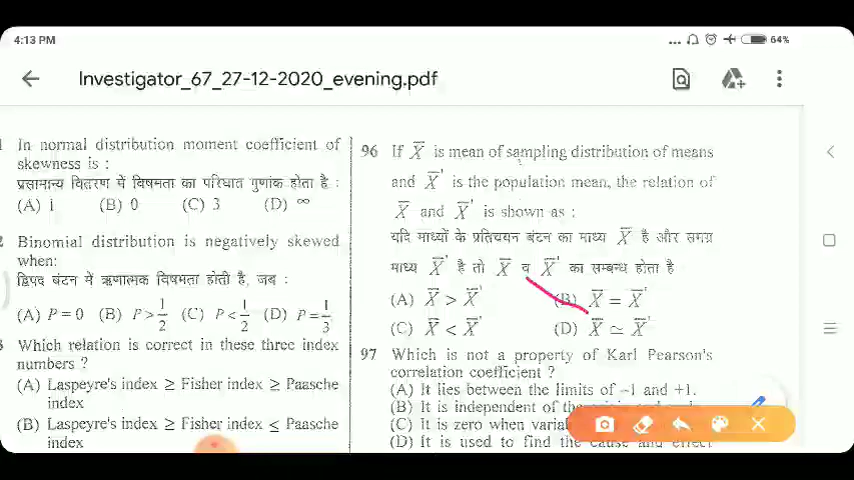 4:13 PM
... 64%
Investigator_67_27-12-2020_evening.pdf
In normal distribution moment coefficient of
skewness is :
प्रसामान्य वितरण में विषमता का परिघात गुणांक होता है :
(A) 1 (B) 0 (C) 3 (D) ∞
2 Binomial distribution is negatively skewed
when:
द्विपद बंटन में ऋणात्मक विषमता होती है, जब :
(A) P = 0 (B) P > 1/2 (C) P < 1/2 (D) P = 1/3
3 Which relation is correct in these three index
numbers ?
(A) Laspeyre's index ≥ Fisher index ≥ Paasche
index
(B) Laspeyre's index ≥ Fisher index ≤ Paasche
index
96 If X̅ is mean of sampling distribution of means
and X̅' is the population mean, the relation of
X̅ and X̅' is shown as :
यदि माध्यों के प्रतिचयन बंटन का माध्य X̅ है और समग्र
माध्य X̅' है तो X̅ व X̅' का सम्बन्ध होता है
(A) X̅ > X̅' (B) X̅ = X̅'
(C) X̅ < X̅' (D) X̅ ≃ X̅'
97 Which is not a property of Karl Pearson's
correlation coefficient ?
(A) It lies between the limits of −1 and +1.
(B) It is independent of
(C) It is zero when
(D) It is used to find the cause and effect